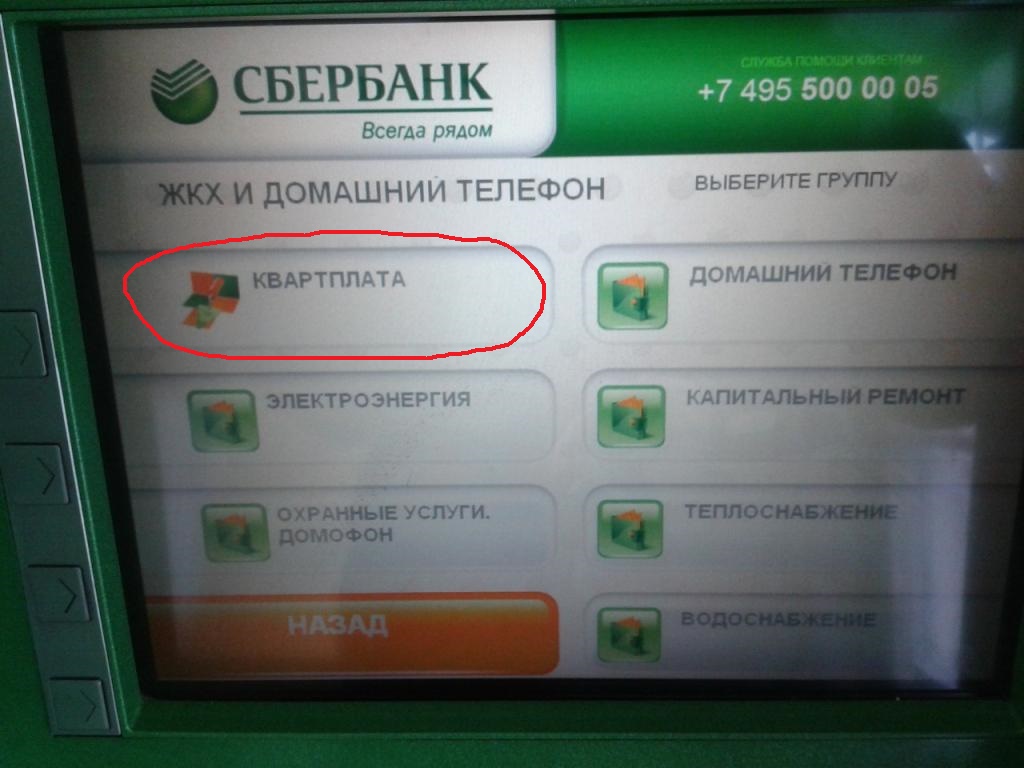 СБЕРБАНК
Всегда рядом
СЛУЖБА ПОМОЩИ КЛИЕНТАМ
+7 495 500 00 05
ЖКХ И ДОМАШНИЙ ТЕЛЕФОН
ВЫБЕРИТЕ ГРУППУ
КВАРТПЛАТА
ДОМАШНИЙ ТЕЛЕФОН
ЭЛЕКТРОЭНЕРГИЯ
КАПИТАЛЬНЫЙ РЕМОНТ
ОХРАННЫЕ УСЛУГИ.
ДОМОФОН
ТЕПЛОСНАБЖЕНИЕ
НАЗАД
ВОДОСНАБЖЕНИЕ